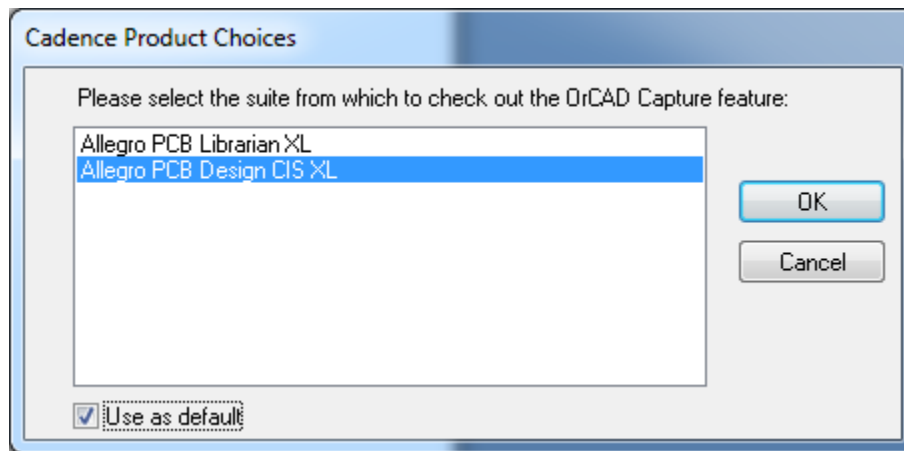 Cadence Product Choices
Please select the suite from which to check out the OrCAD Capture feature:
Allegro PCB Librarian XL
Allegro PCB Design CIS XL
OK
Cancel
Use as default